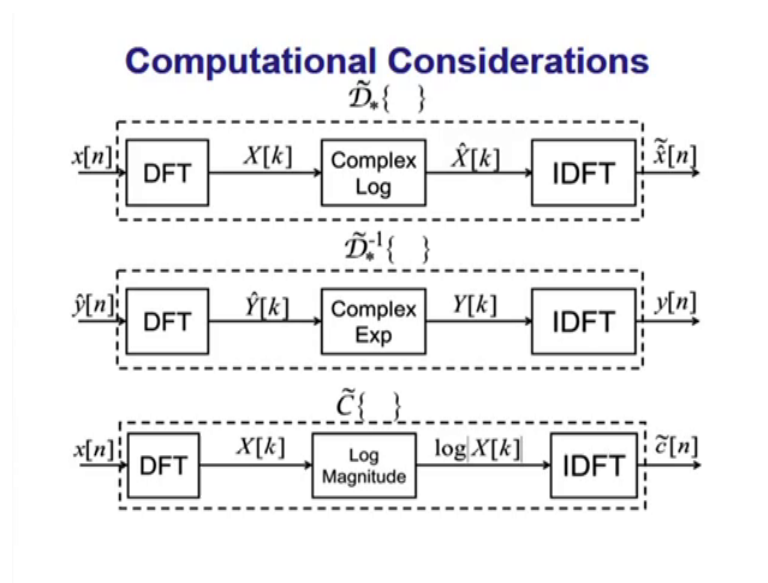 Computational Considerations
𝒟̃*{ }
x[n] DFT X[k] Complex Log X̂[k] IDFT x̂̃[n]
𝒟̃*⁻¹{ }
ŷ[n] DFT Ŷ[k] Complex Exp Y[k] IDFT y[n]
C̃{ }
x[n] DFT X[k] Log Magnitude log|X[k]| IDFT c̃[n]